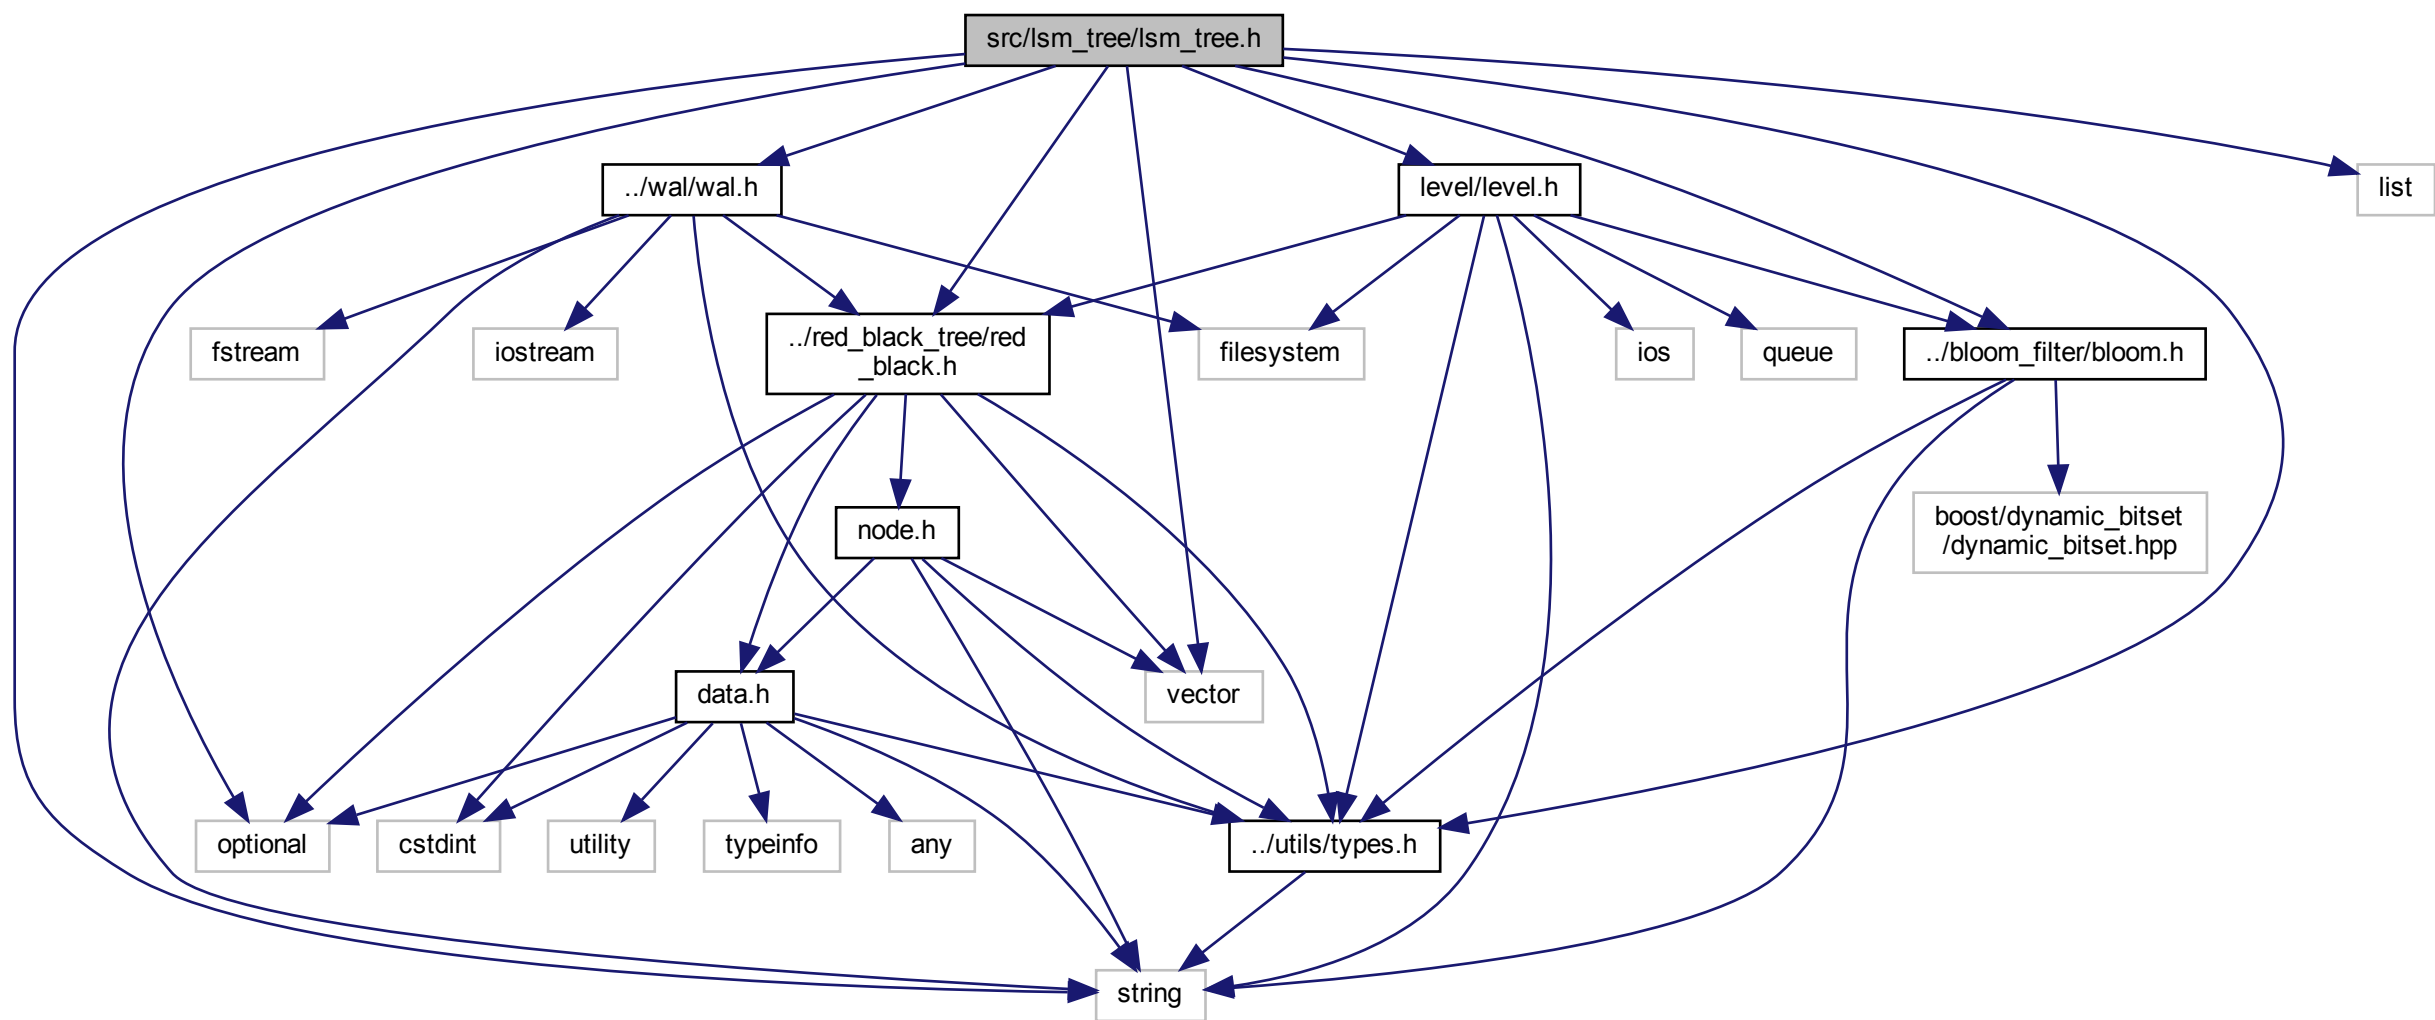 src/lsm_tree/lsm_tree.h
../wal/wal.h
level/level.h
list
fstream
iostream
../red_black_tree/red
_black.h
filesystem
ios
queue
../bloom_filter/bloom.h
node.h
boost/dynamic_bitset
/dynamic_bitset.hpp
data.h
vector
optional
cstdint
utility
typeinfo
any
../utils/types.h
string